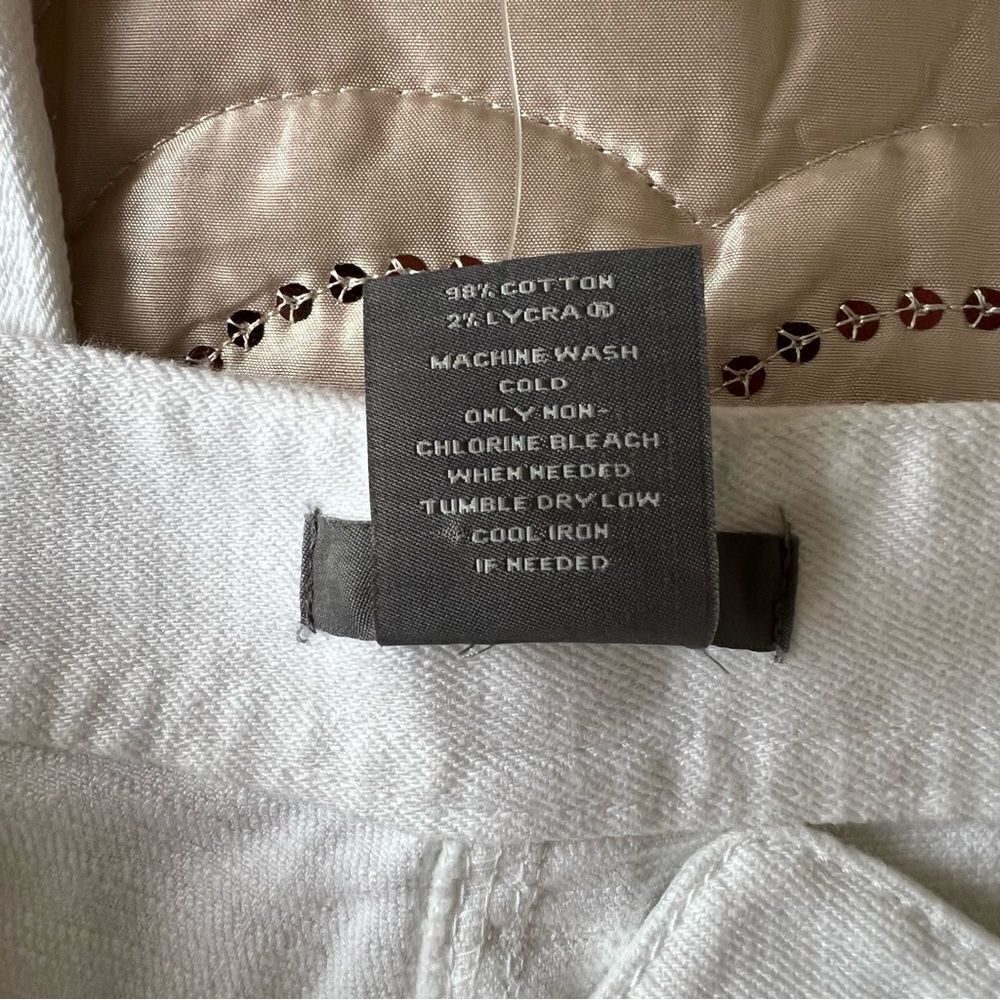 98% COTTON
2% LYCRA ®
MACHINE WASH
COLD
ONLY NON-
CHLORINE BLEACH
WHEN NEEDED
TUMBLE DRY LOW
COOL IRON
IF NEEDED